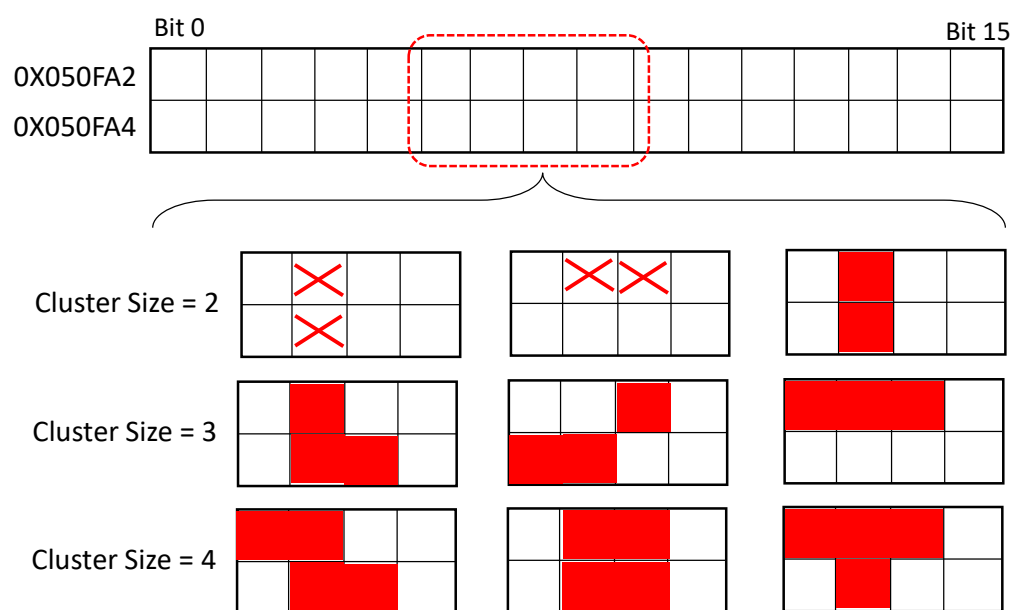 Bit 0
Bit 15
0X050FA2
0X050FA4
Cluster Size = 2
Cluster Size = 3
Cluster Size = 4